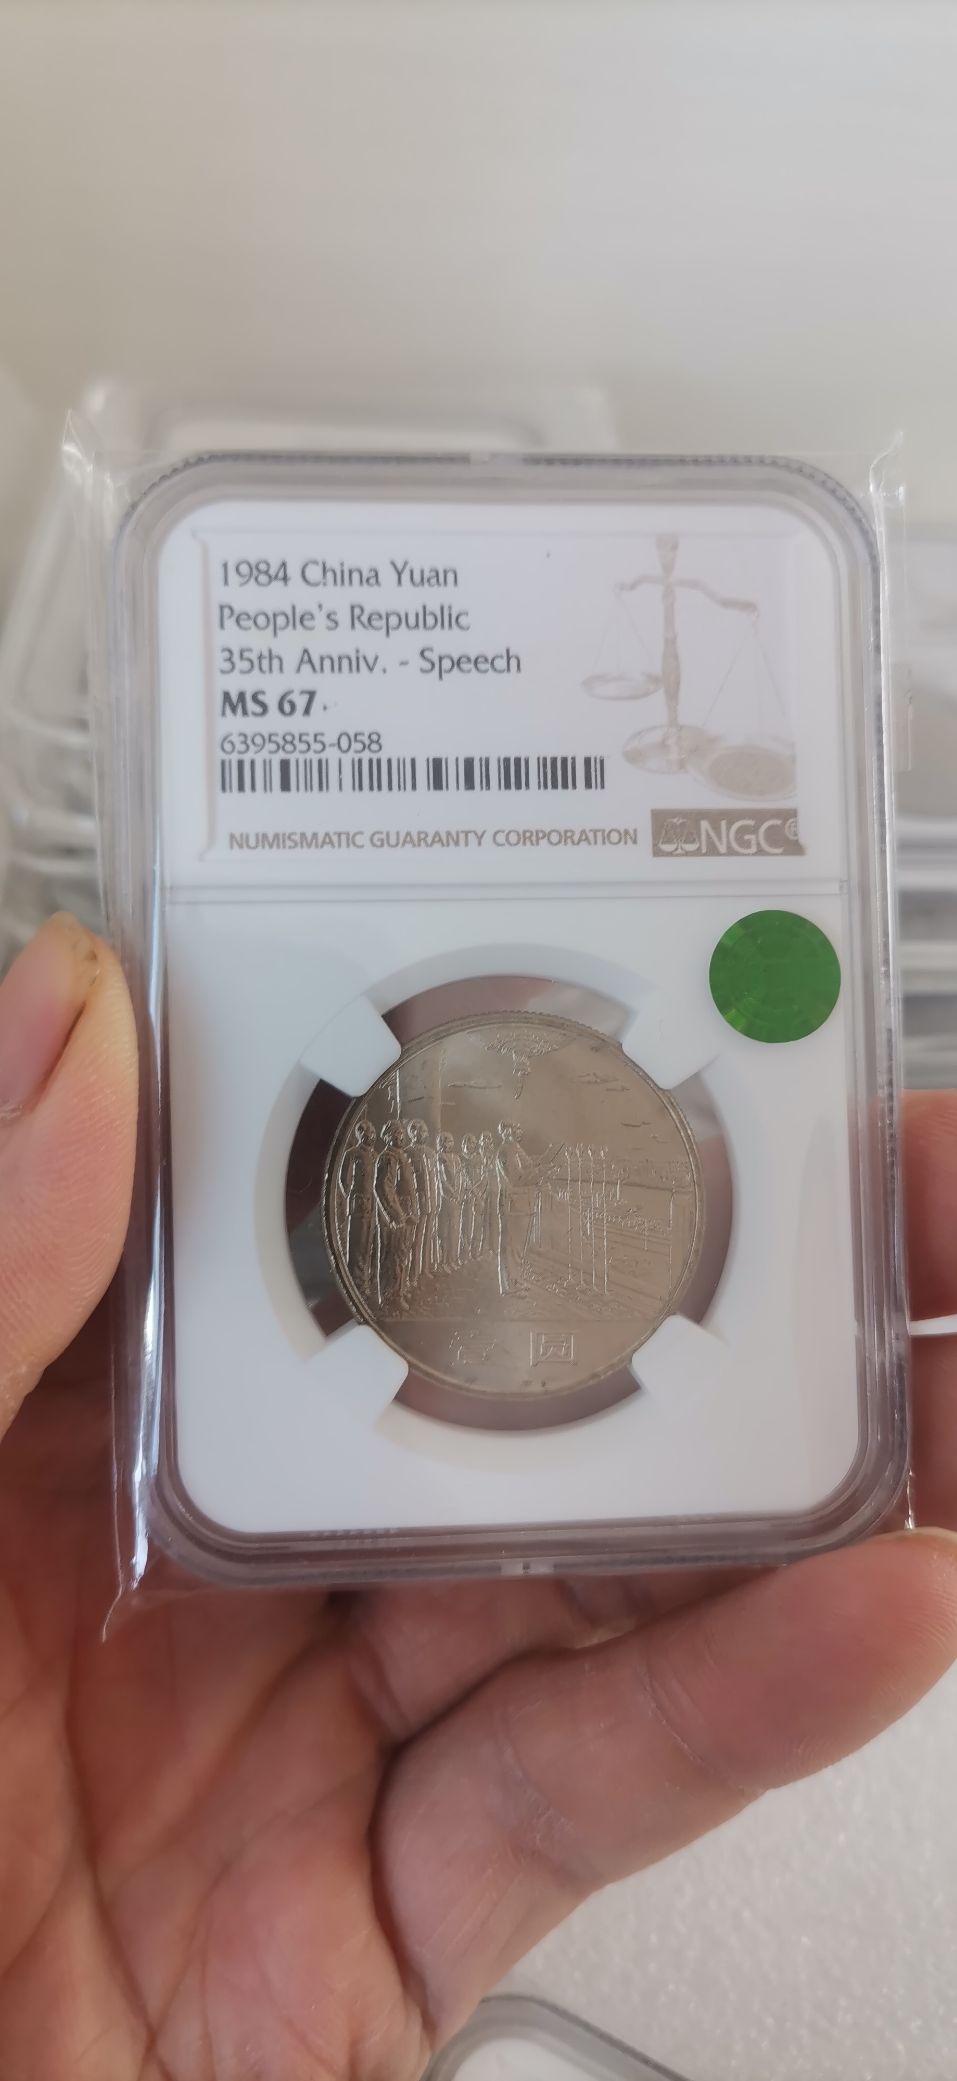 1984 China Yuan
People's Republic
35th Anniv. - Speech
MS 67
6395855-058
NUMISMATIC GUARANTY CORPORATION NGC®
壹圆